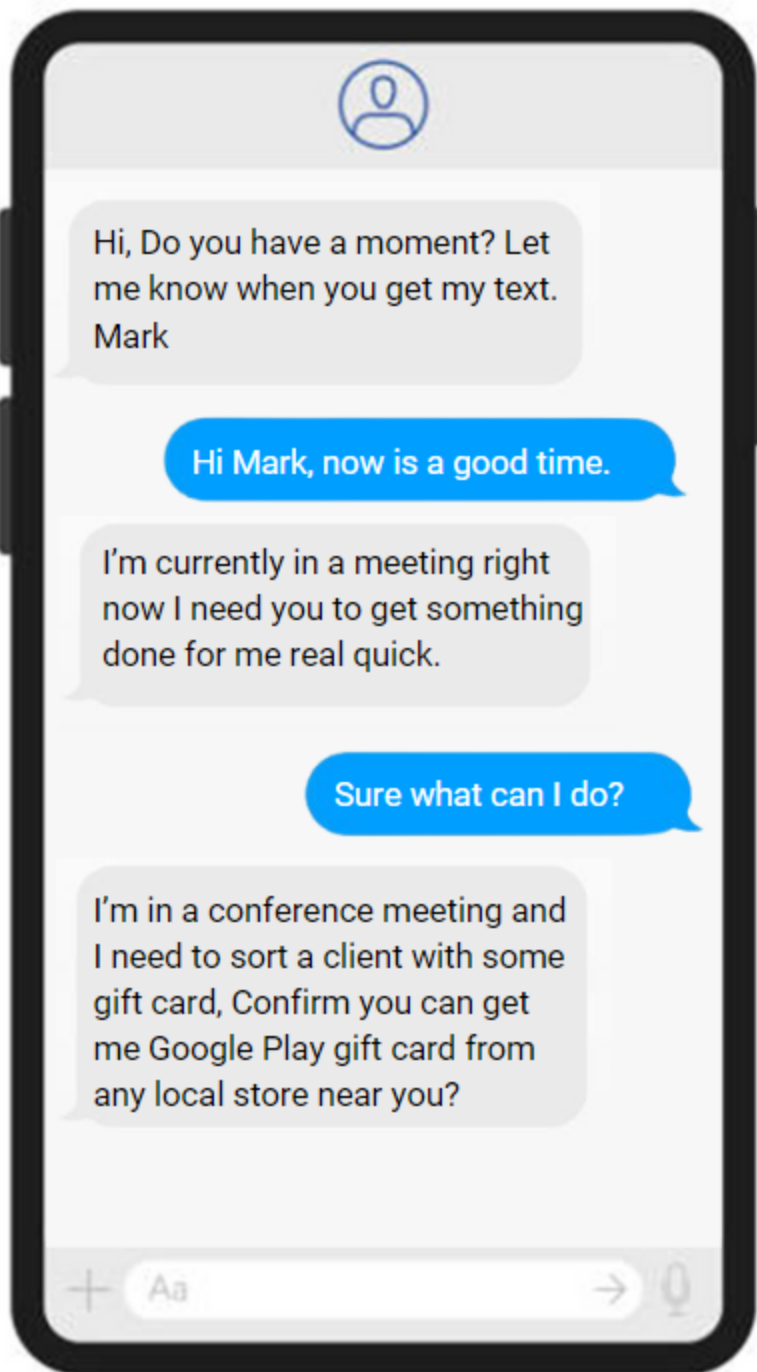 Hi, Do you have a moment? Let
me know when you get my text.
Mark
Hi Mark, now is a good time.
I’m currently in a meeting right
now I need you to get something
done for me real quick.
Sure what can I do?
I’m in a conference meeting and
I need to sort a client with some
gift card, Confirm you can get
me Google Play gift card from
any local store near you?
Aa